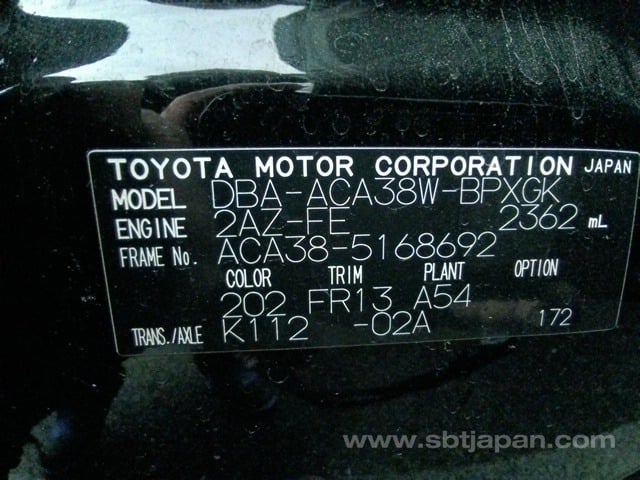 TOYOTA MOTOR CORPORATION JAPAN
MODEL DBA-ACA38W-BPXGK
ENGINE 2AZ-FE 2362 mL
FRAME No. ACA38-5168692
COLOR TRIM PLANT OPTION
202 FR13 A54
TRANS./AXLE K112 -02A 172
www.sbtjapan.com